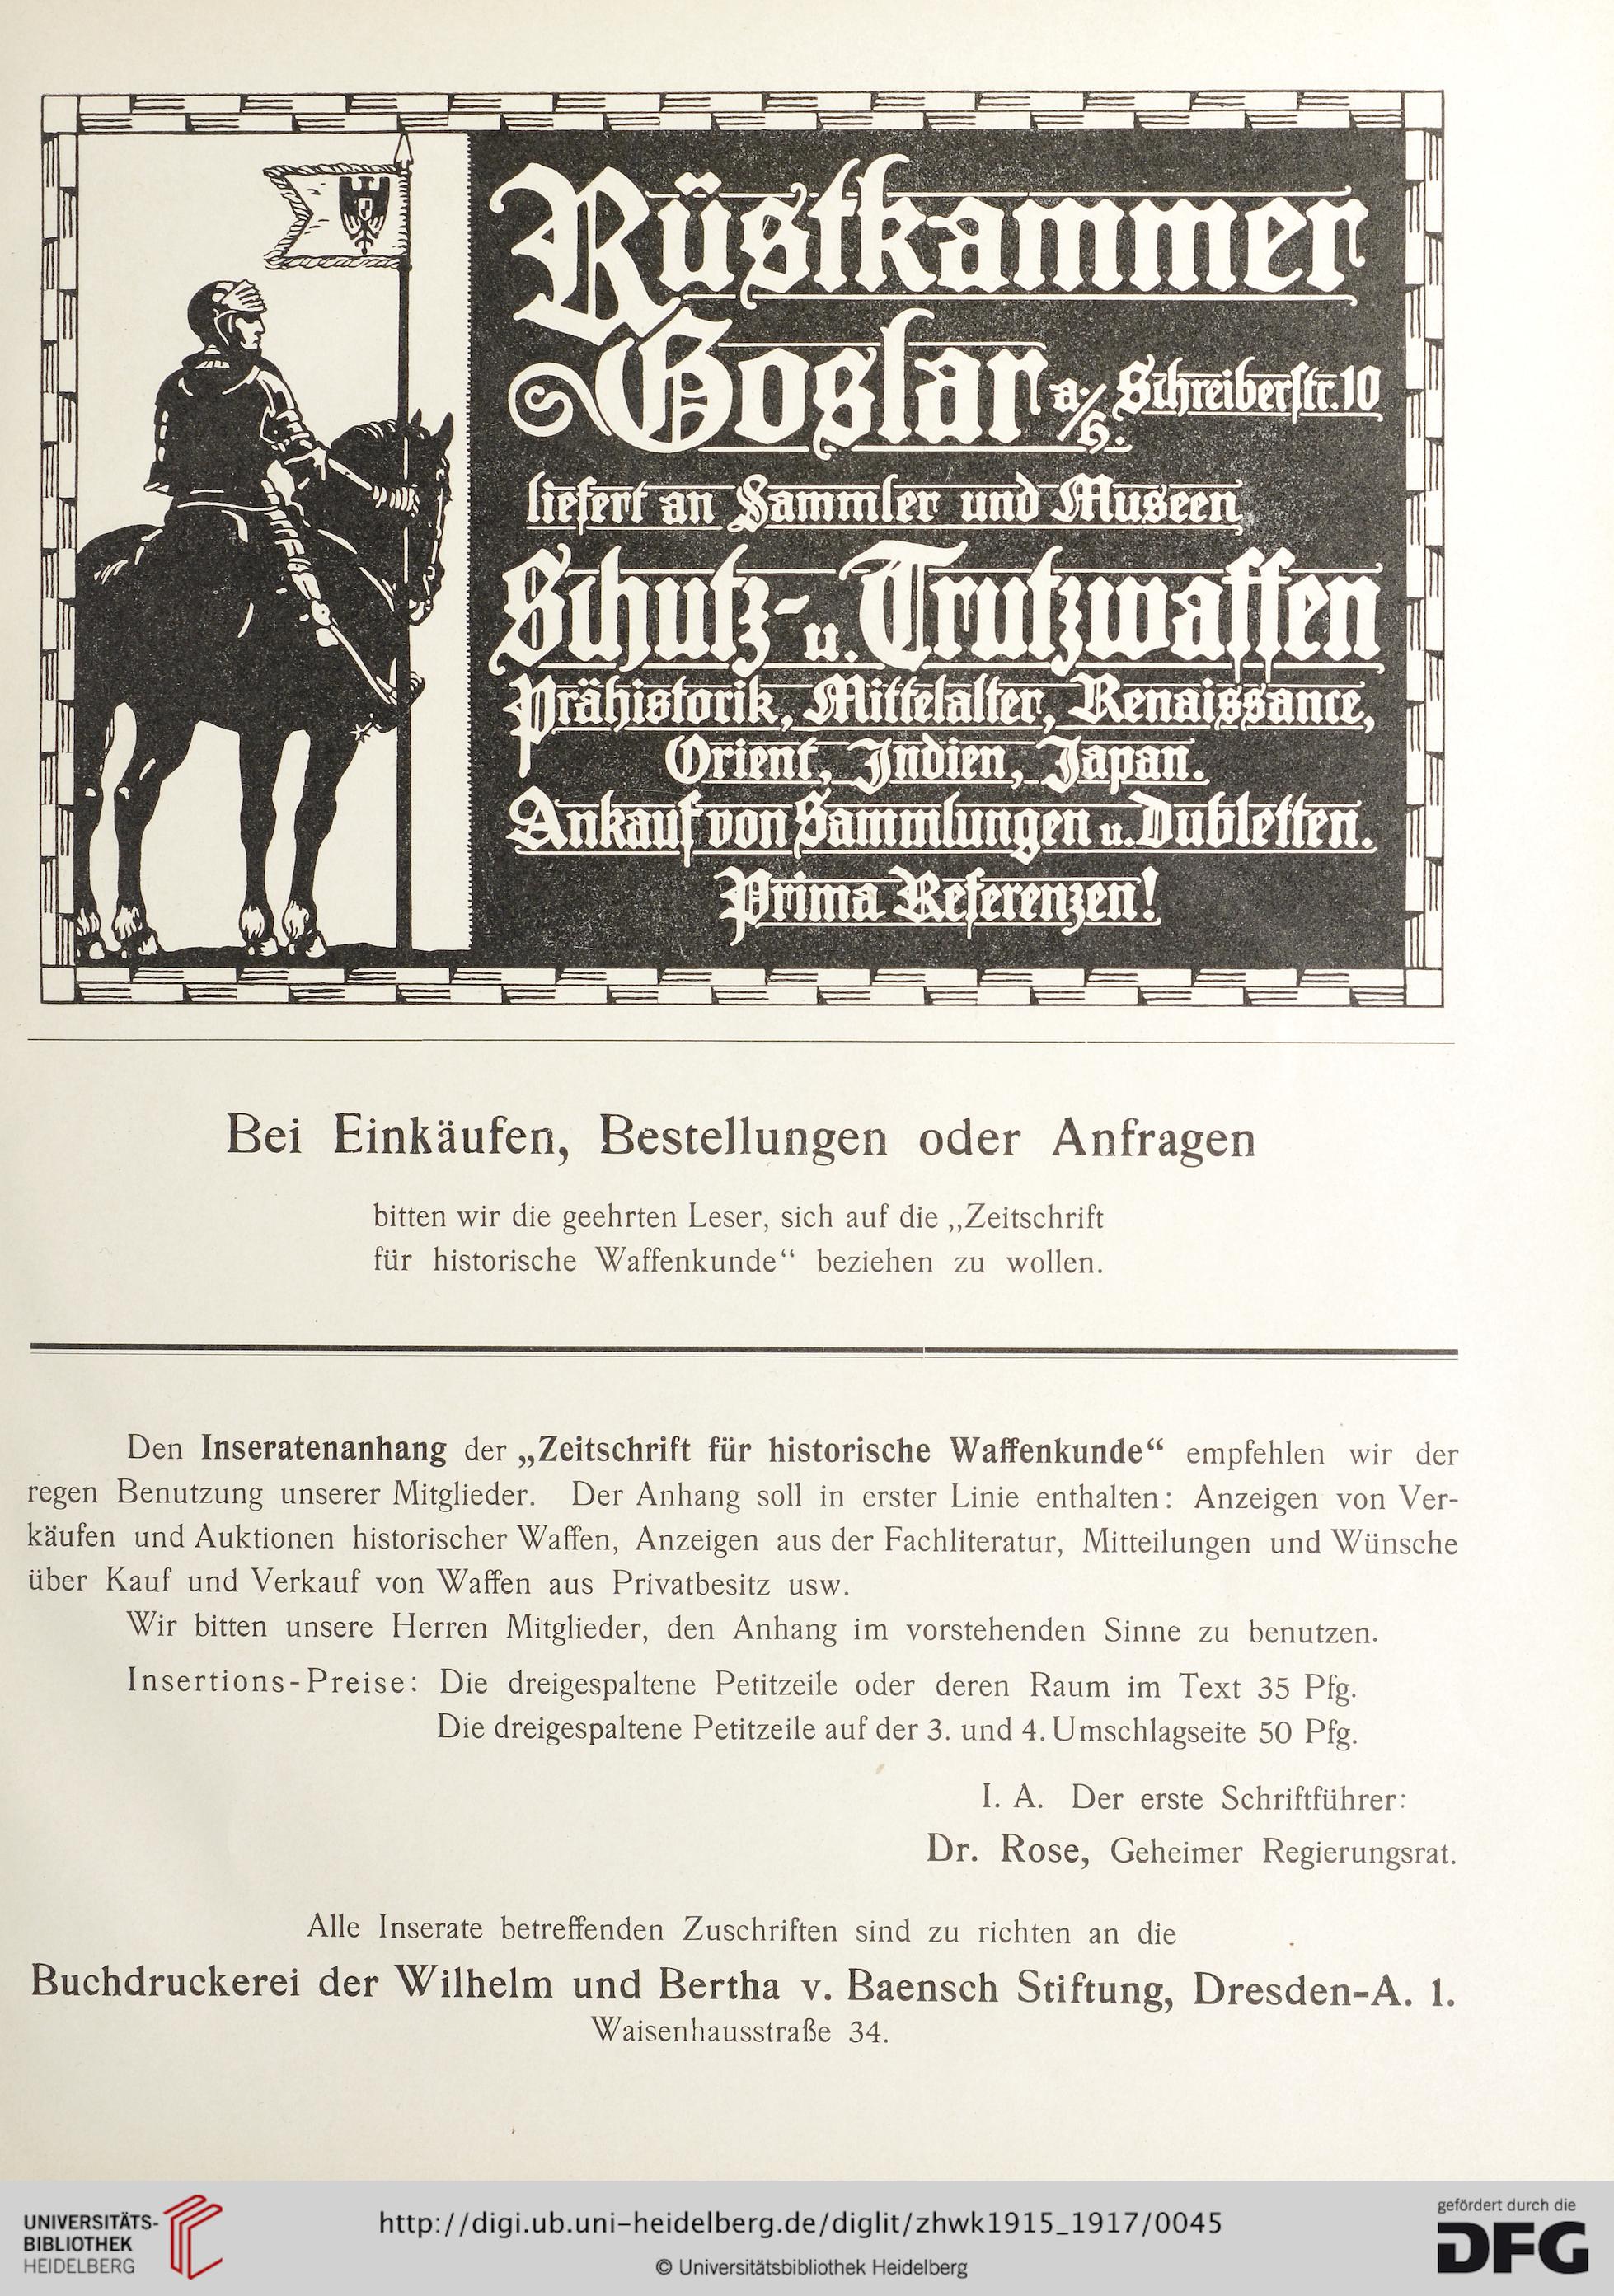 Rüstkammer
Goslar a./H. Schreiberstr. 10
liefert an Sammler und Museen
Schutz- u. Trutzwaffen
Prähistorik, Mittelalter, Renaissance,
Orient, Indien, Japan.
Ankauf von Sammlungen u. Dubletten.
Prima Referenzen!
Bei Einkäufen, Bestellungen oder Anfragen
bitten wir die geehrten Leser, sich auf die „Zeitschrift
für historische Waffenkunde“ beziehen zu wollen.
Den Inseratenanhang der „Zeitschrift für historische Waffenkunde“ empfehlen wir der
regen Benutzung unserer Mitglieder. Der Anhang soll in erster Linie enthalten: Anzeigen von Ver-
käufen und Auktionen historischer Waffen, Anzeigen aus der Fachliteratur, Mitteilungen und Wünsche
über Kauf und Verkauf von Waffen aus Privatbesitz usw.
Wir bitten unsere Herren Mitglieder, den Anhang im vorstehenden Sinne zu benutzen.
Insertions-Preise: Die dreigespaltene Petitzeile oder deren Raum im Text 35 Pfg.
Die dreigespaltene Petitzeile auf der 3. und 4. Umschlagseite 50 Pfg.
I. A. Der erste Schriftführer:
Dr. Rose, Geheimer Regierungsrat.
Alle Inserate betreffenden Zuschriften sind zu richten an die
Buchdruckerei der Wilhelm und Bertha v. Baensch Stiftung, Dresden-A. 1.
Waisenhausstraße 34.
UNIVERSITÄTS-
BIBLIOTHEK
HEIDELBERG
http://digi.ub.uni-heidelberg.de/diglit/zhwk1915_1917/0045
© Universitätsbibliothek Heidelberg
gefördert durch die
DFG